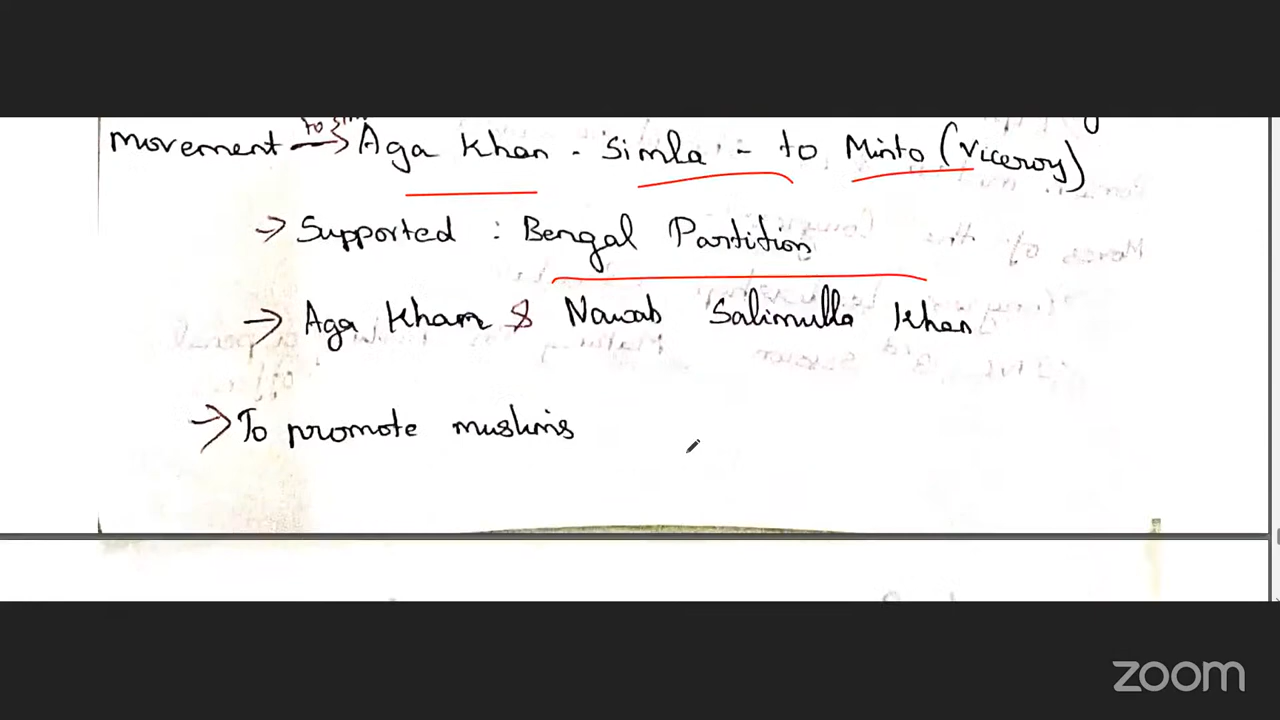 movement → Aga Khan - Simla - to Minto (Viceroy)
→ Supported : Bengal Partition
→ Aga Khan & Nawab Salimulla Khan
→ To promote muslims
zoom